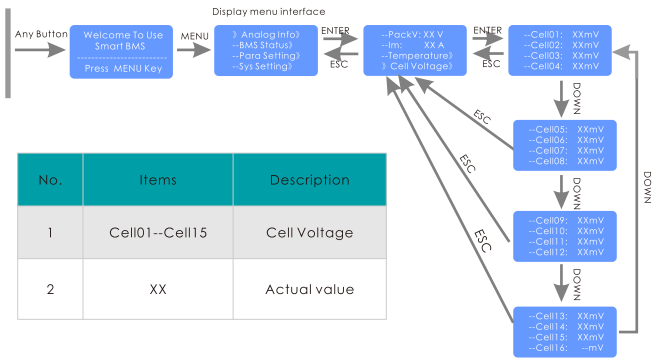 Display menu interface
Any Button
Welcome To Use
Smart BMS
Press MENU Key
MENU
》Analog Info》
--BMS Status》
--Para Setting》
--Sys Setting》
ENTER
ESC
--PackV: XX V
--Im: XX A
--Temperature》
》Cell Voltage》
ENTER
ESC
--Cell01: XXmV
--Cell02: XXmV
--Cell03: XXmV
--Cell04: XXmV
DOWN
ESC
--Cell05: XXmV
--Cell06: XXmV
--Cell07: XXmV
--Cell08: XXmV
DOWN
ESC
--Cell09: XXmV
--Cell10: XXmV
--Cell11: XXmV
--Cell12: XXmV
DOWN
ESC
--Cell13: XXmV
--Cell14: XXmV
--Cell15: XXmV
--Cell16: --mV
DOWN
No. Items Description
1 Cell01--Cell15 Cell Voltage
2 XX Actual value